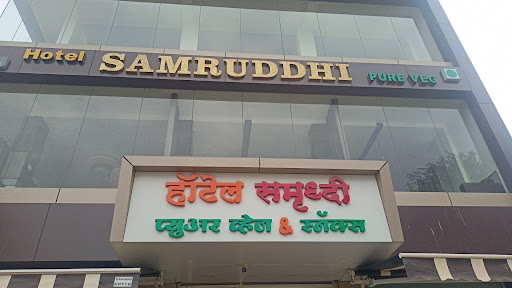 Hotel SAMRUDDHI PURE VEG
हॉटेल समृध्दी
प्युअर व्हेज & स्नॅक्स